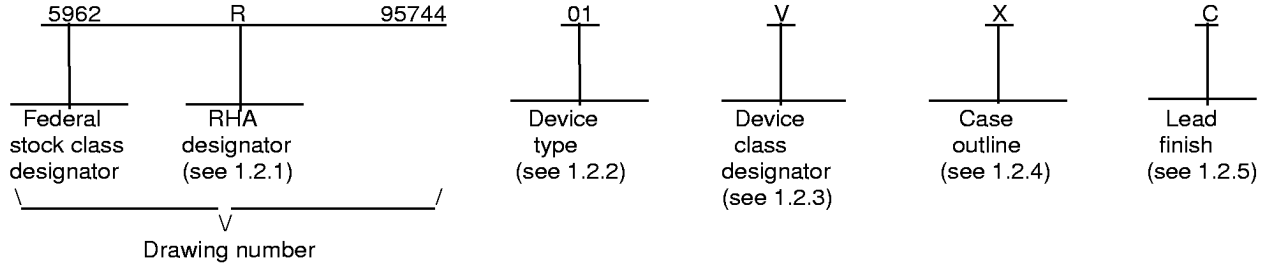 5962 R 95744 01 V X C
Federal stock class designator
RHA designator (see 1.2.1)
Device type (see 1.2.2)
Device class designator (see 1.2.3)
Case outline (see 1.2.4)
Lead finish (see 1.2.5)
Drawing number